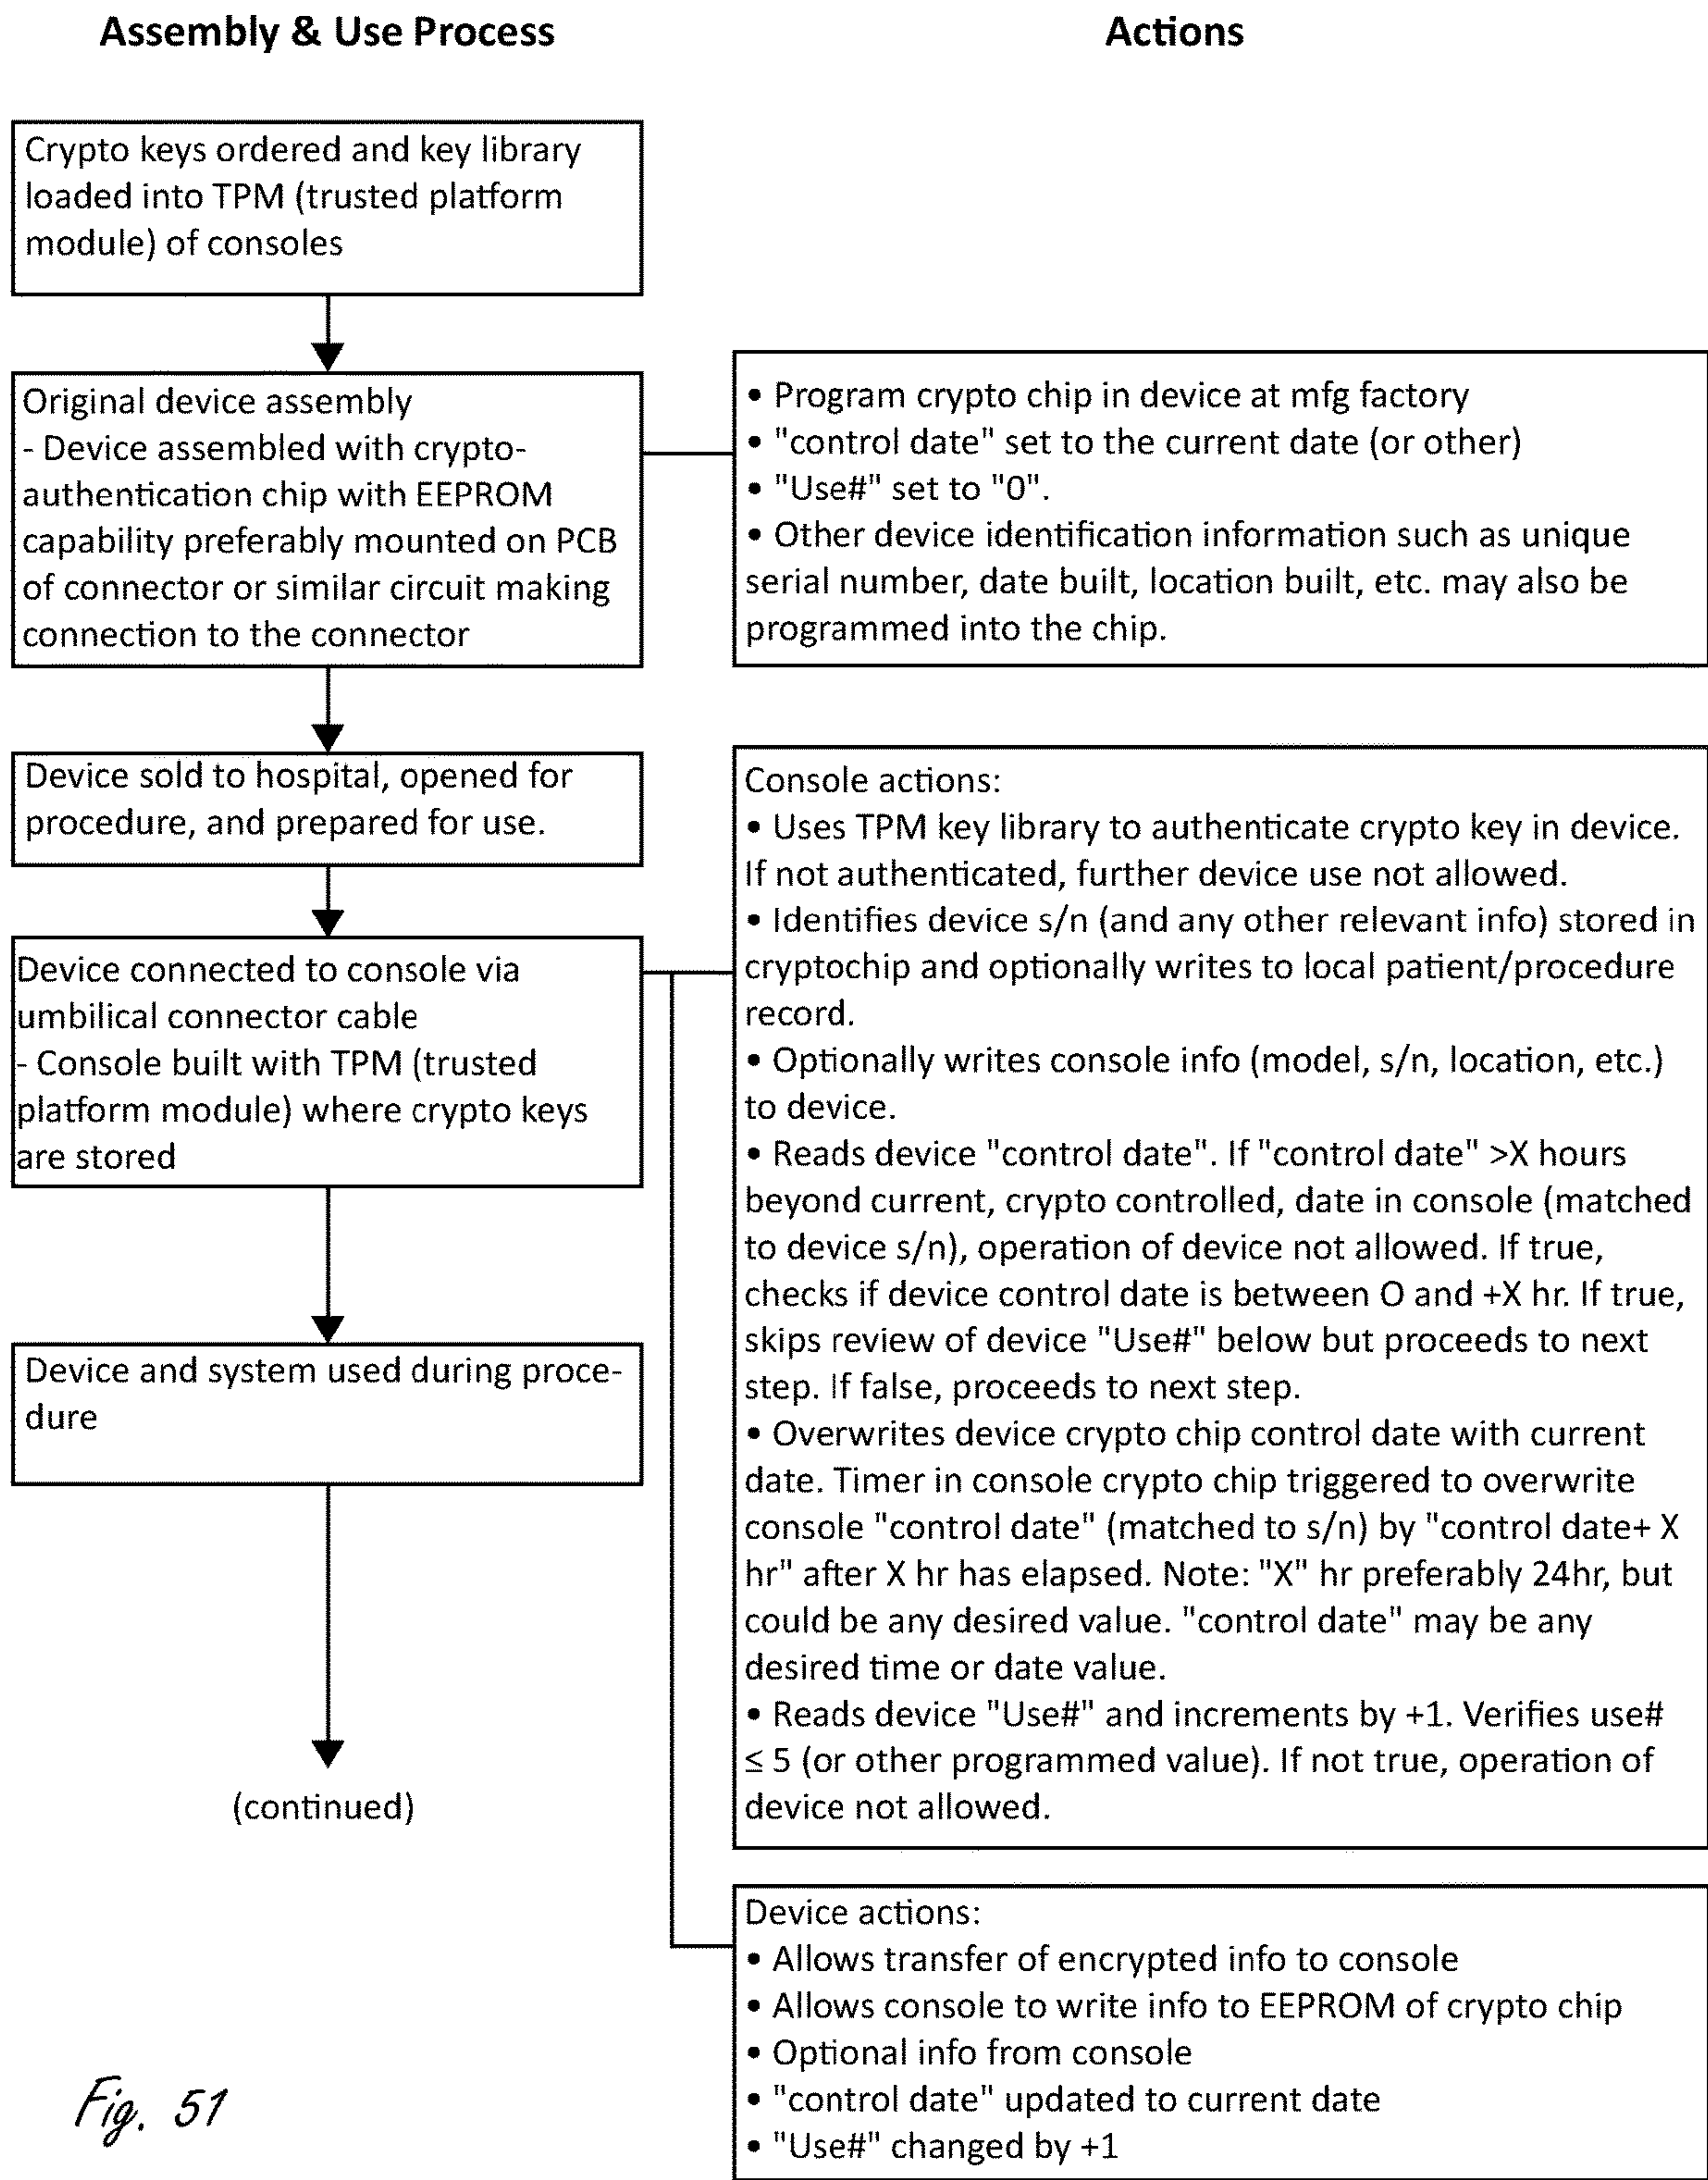 Assembly & Use Process
Actions
Crypto keys ordered and key library
loaded into TPM (trusted platform
module) of consoles
Original device assembly
- Device assembled with crypto-
authentication chip with EEPROM
capability preferably mounted on PCB
of connector or similar circuit making
connection to the connector
• Program crypto chip in device at mfg factory
• "control date" set to the current date (or other)
• "Use#" set to "0".
• Other device identification information such as unique
serial number, date built, location built, etc. may also be
programmed into the chip.
Device sold to hospital, opened for
procedure, and prepared for use.
Device connected to console via
umbilical connector cable
- Console built with TPM (trusted
platform module) where crypto keys
are stored
Console actions:
• Uses TPM key library to authenticate crypto key in device.
If not authenticated, further device use not allowed.
• Identifies device s/n (and any other relevant info) stored in
cryptochip and optionally writes to local patient/procedure
record.
• Optionally writes console info (model, s/n, location, etc.)
to device.
• Reads device "control date". If "control date" >X hours
beyond current, crypto controlled, date in console (matched
to device s/n), operation of device not allowed. If true,
checks if device control date is between O and +X hr. If true,
skips review of device "Use#" below but proceeds to next
step. If false, proceeds to next step.
• Overwrites device crypto chip control date with current
date. Timer in console crypto chip triggered to overwrite
console "control date" (matched to s/n) by "control date+ X
hr" after X hr has elapsed. Note: "X" hr preferably 24hr, but
could be any desired value. "control date" may be any
desired time or date value.
• Reads device "Use#" and increments by +1. Verifies use#
≤ 5 (or other programmed value). If not true, operation of
device not allowed.
Device actions:
• Allows transfer of encrypted info to console
• Allows console to write info to EEPROM of crypto chip
• Optional info from console
• "control date" updated to current date
• "Use#" changed by +1
Device and system used during proce-
dure
(continued)
Fig. 51